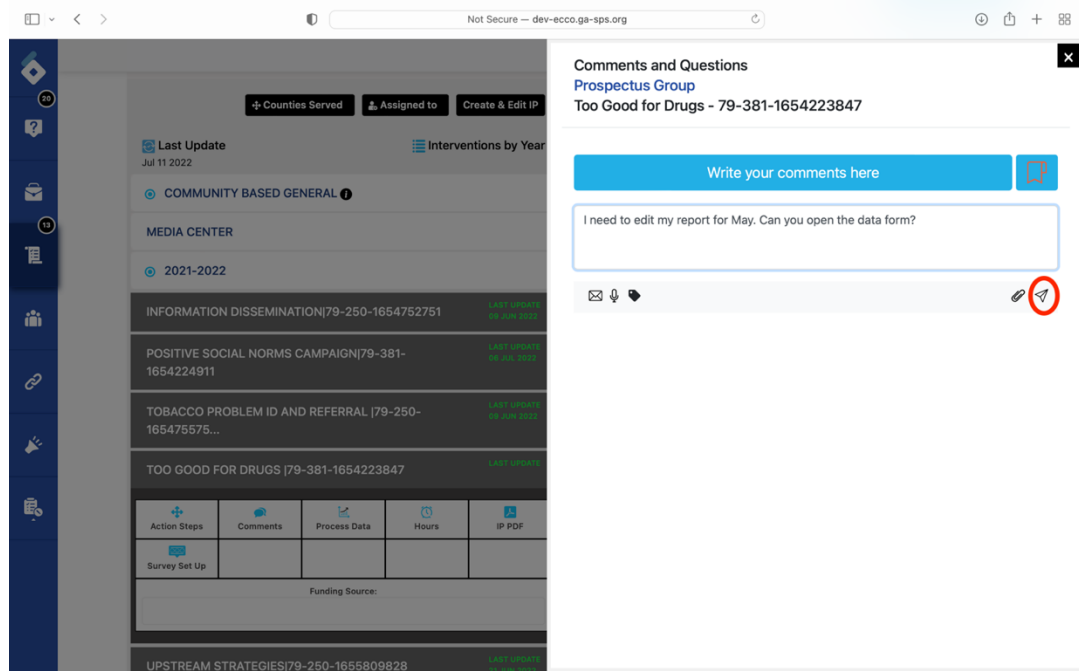 Not Secure — dev-ecco.ga-sps.org
20
13
Counties Served
Assigned to
Create & Edit IP
Last Update
Jul 11 2022
Interventions by Year
COMMUNITY BASED GENERAL
MEDIA CENTER
2021-2022
INFORMATION DISSEMINATION|79-250-1654752751
LAST UPDATE
09 JUN 2022
POSITIVE SOCIAL NORMS CAMPAIGN|79-381-
1654224911
LAST UPDATE
08 JUL 2022
TOBACCO PROBLEM ID AND REFERRAL |79-250-
165475575...
LAST UPDATE
09 JUN 2022
TOO GOOD FOR DRUGS |79-381-1654223847
LAST UPDATE
Action Steps
Comments
Process Data
Hours
IP PDF
Survey Set Up
Funding Source:
UPSTREAM STRATEGIES|79-250-1655809828
LAST UPDATE
Comments and Questions
Prospectus Group
Too Good for Drugs - 79-381-1654223847
x
Write your comments here
I need to edit my report for May. Can you open the data form?